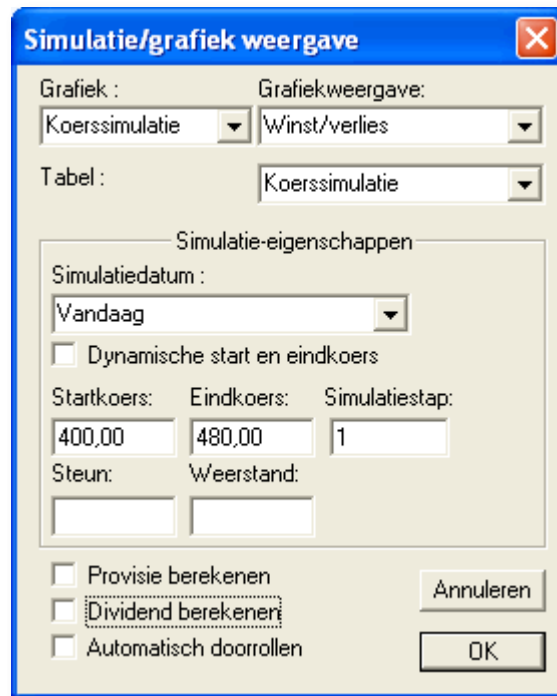 Simulatie/grafiek weergave
Grafiek : Grafiekweergave:
Koerssimulatie Winst/verlies
Tabel : Koerssimulatie
Simulatie-eigenschappen
Simulatiedatum :
Vandaag
Dynamische start en eindkoers
Startkoers: Eindkoers: Simulatiestap:
400,00 480,00 1
Steun: Weerstand:
Provisie berekenen
Annuleren
Dividend berekenen
Automatisch doorrollen
OK